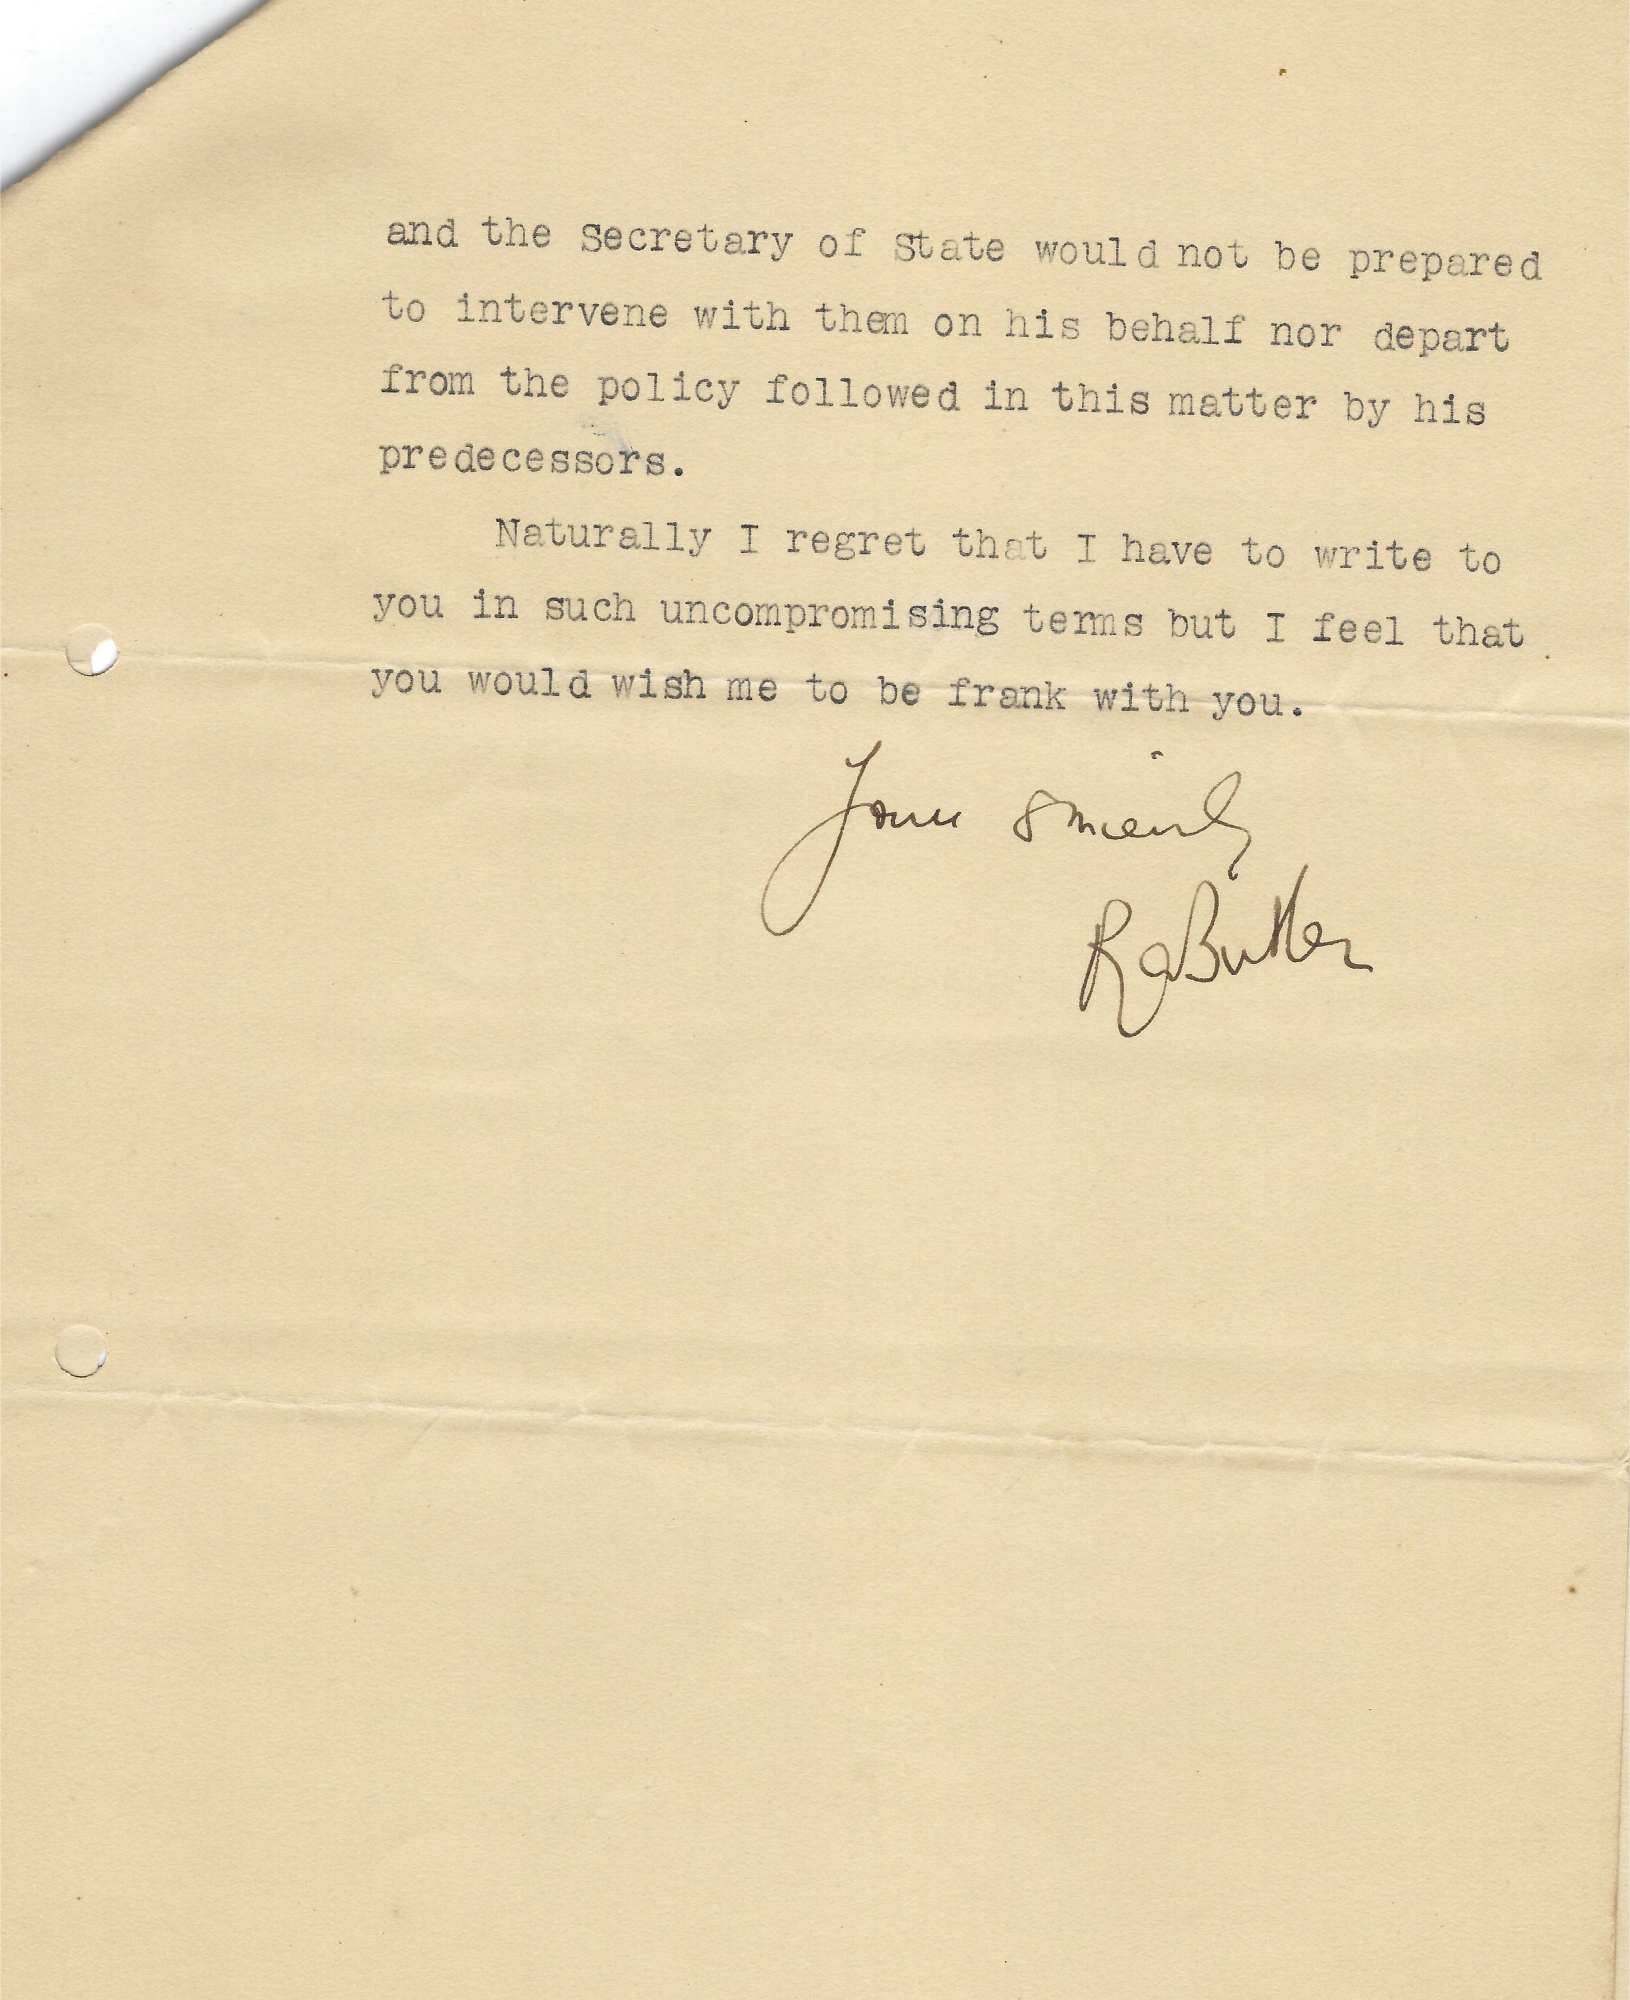 and the Secretary of State would not be prepared
to intervene with them on his behalf nor depart
from the policy followed in this matter by his
predecessors.
Naturally I regret that I have to write to
you in such uncompromising terms but I feel that
you would wish me to be frank with you.
Yours sincerely
RaButler